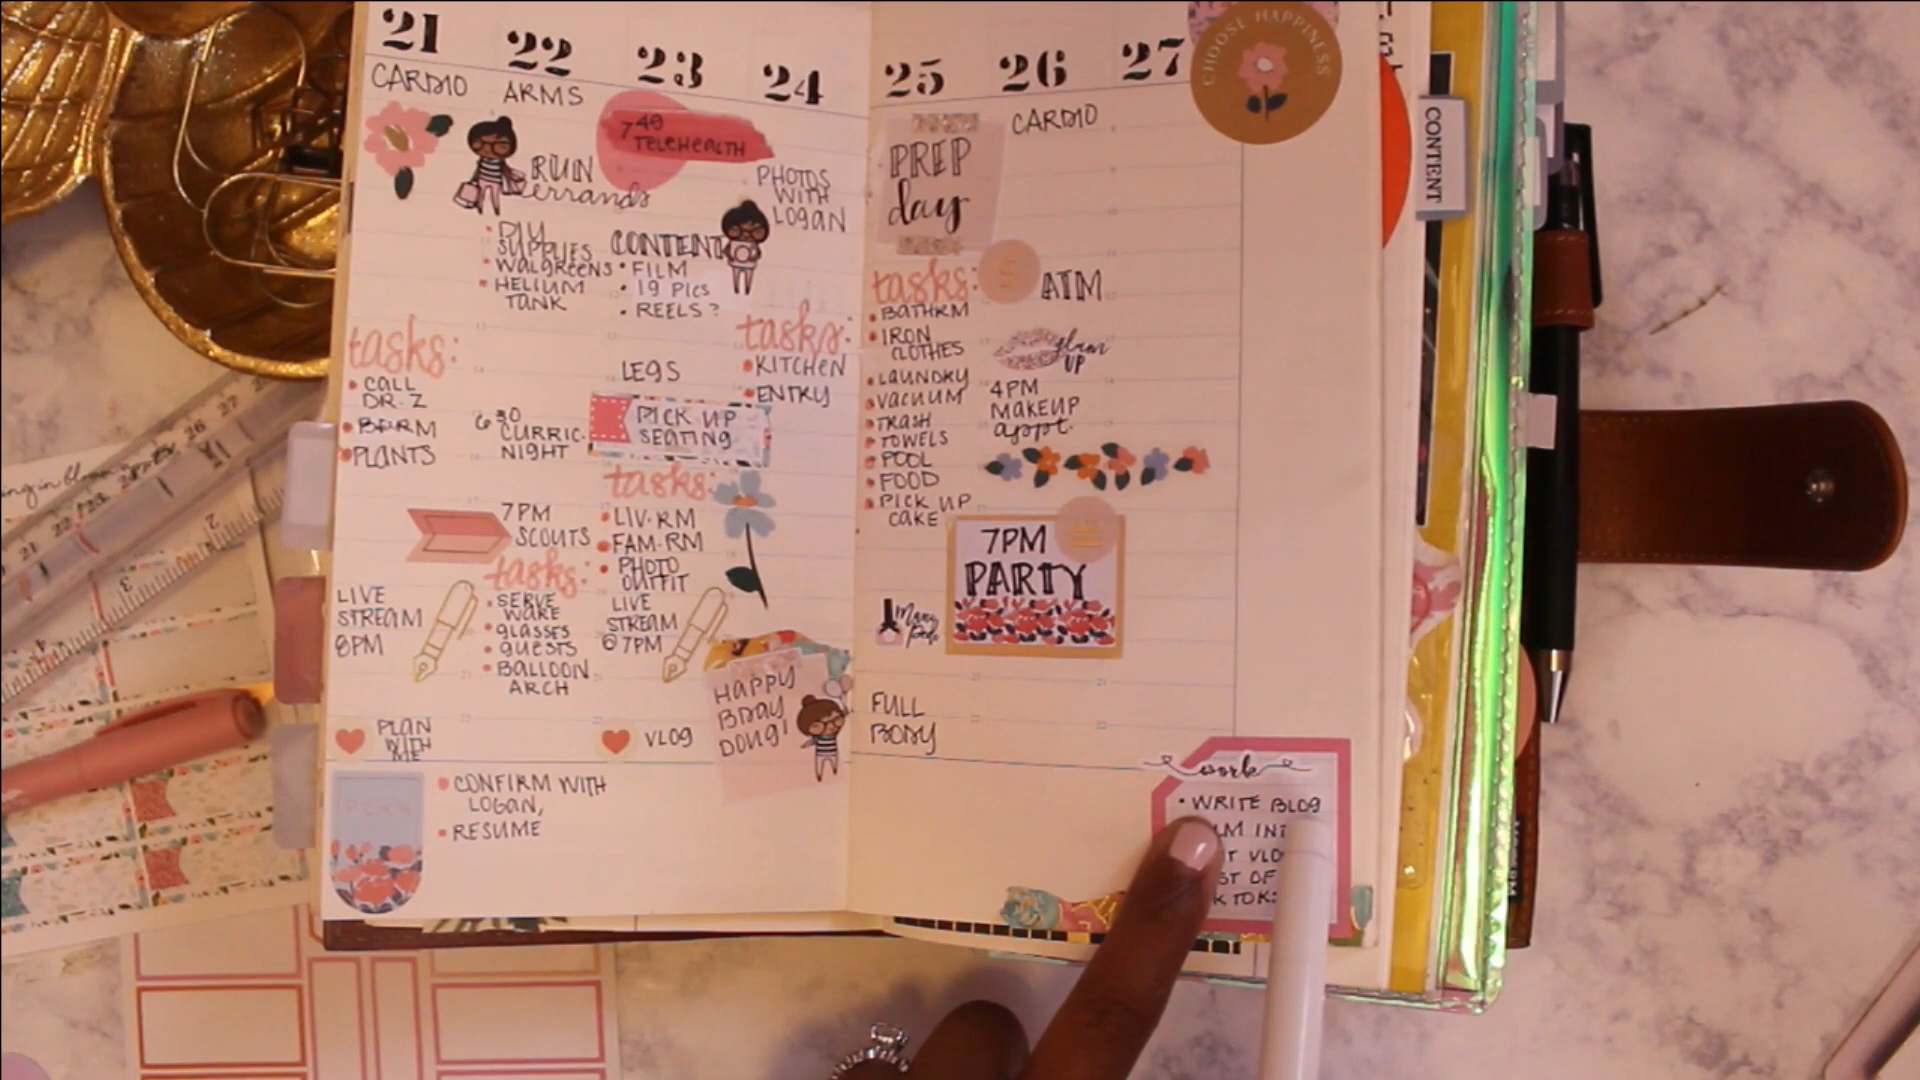 21
CARDIO
tasks:
CALL
DR. Z
BDRM
PLANTS
LIVE
STREAM
8PM
PLAN
WITH
ME
PLAN
22
ARMS
RUN
errands
DIY
SUPPLIES
WALGREENS
HELIUM
TANK
6 30
CURRIC.
NIGHT
7PM
SCOUTS
tasks:
SERVE
WARE
GLASSES
GUESTS
BALLOON
ARCH
CONFIRM WITH
LOGAN,
RESUME
23
7 40
TELEHEALTH
CONTENT
FILM
19 PICS
REELS?
LEGS
PICK UP
SEATING
tasks:
LIV. RM
FAM. RM
PHOTO
OUTFIT
LIVE
STREAM
@ 7PM
VLOG
24
PHOTOS
WITH
LOGAN
tasks:
KITCHEN
ENTRY
HAPPY
BDAY
DOUG!
25
PREP
day
tasks:
BATHRM
IRON
CLOTHES
LAUNDRY
VACUUM
TRASH
TOWELS
POOL
FOOD
PICK UP
CAKE
FULL
BODY
26
CARDIO
ATM
glam
UP
4PM
MAKEUP
appt.
7PM
PARTY
27
CHOOSE HAPPINESS
work
WRITE BLOG
CONTENT